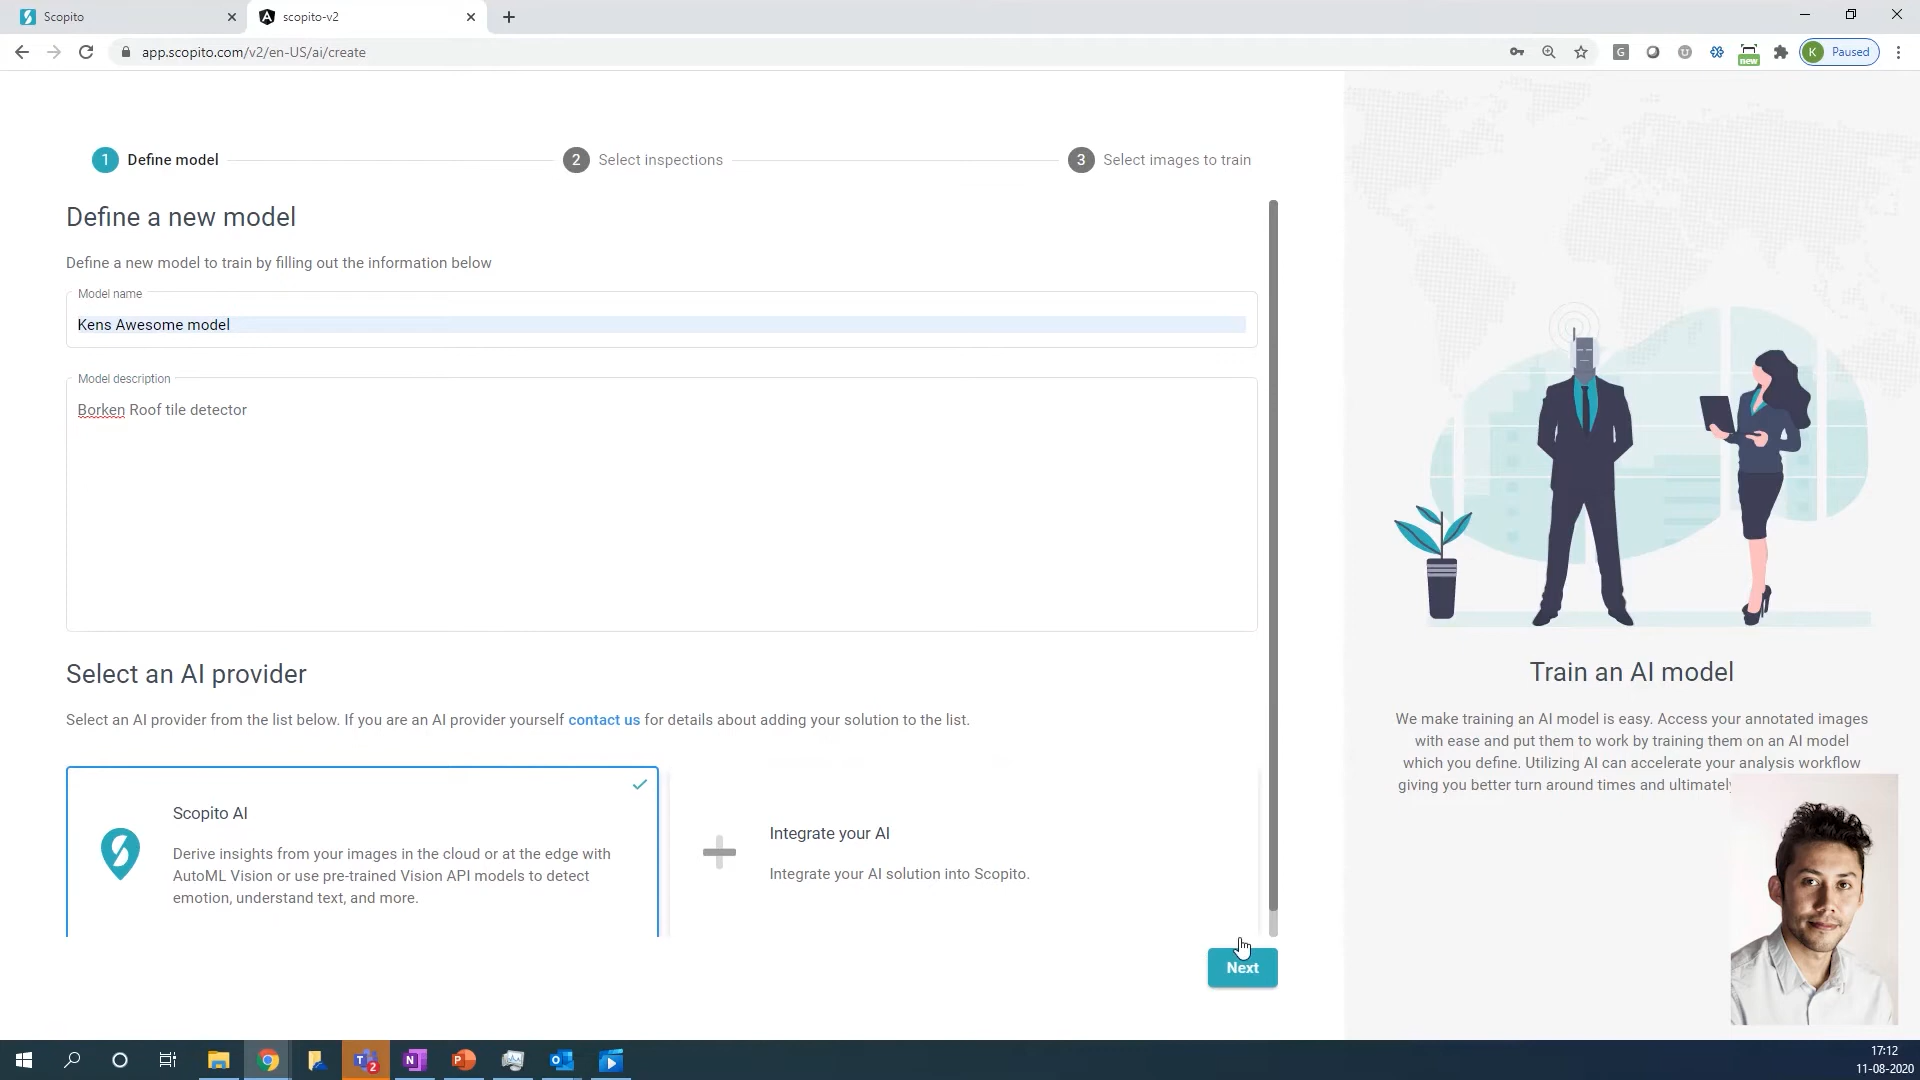 Scopito
scopito-v2
app.scopito.com/v2/en-US/ai/create
G
new
K
Paused
1
Define model
2
Select inspections
3
Select images to train
Define a new model
Define a new model to train by filling out the information below
Model name
Kens Awesome model
Model description
Borken Roof tile detector
Select an AI provider
Select an AI provider from the list below. If you are an AI provider yourself contact us for details about adding your solution to the list.
Scopito AI
Derive insights from your images in the cloud or at the edge with
AutoML Vision or use pre-trained Vision API models to detect
emotion, understand text, and more.
Integrate your AI
Integrate your AI solution into Scopito.
Next
Train an AI model
We make training an AI model is easy. Access your annotated images
with ease and put them to work by training them on an AI model
which you define. Utilizing AI can accelerate your analysis workflow
giving you better turn around times and ultimately
17:12
11-08-2020